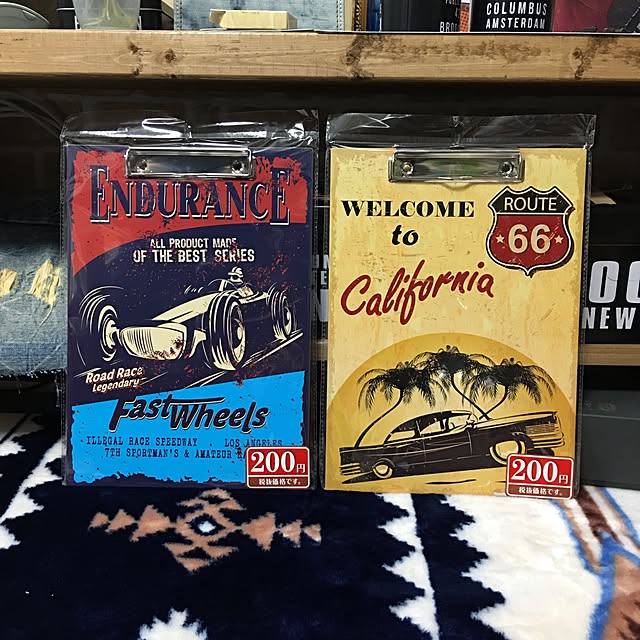 COLUMBUS
AMSTERDAM
ENDURANCE
ALL PRODUCT MADE
OF THE BEST SERIES
Road Race
Legendary
Fast Wheels
ILLEGAL RACE SPEEDWAY . LOS ANGELES
7TH SPORTMAN'S & AMATEUR
200円
税抜価格です。
WELCOME
to
California
ROUTE
66
200円
税抜価格です。
NEW